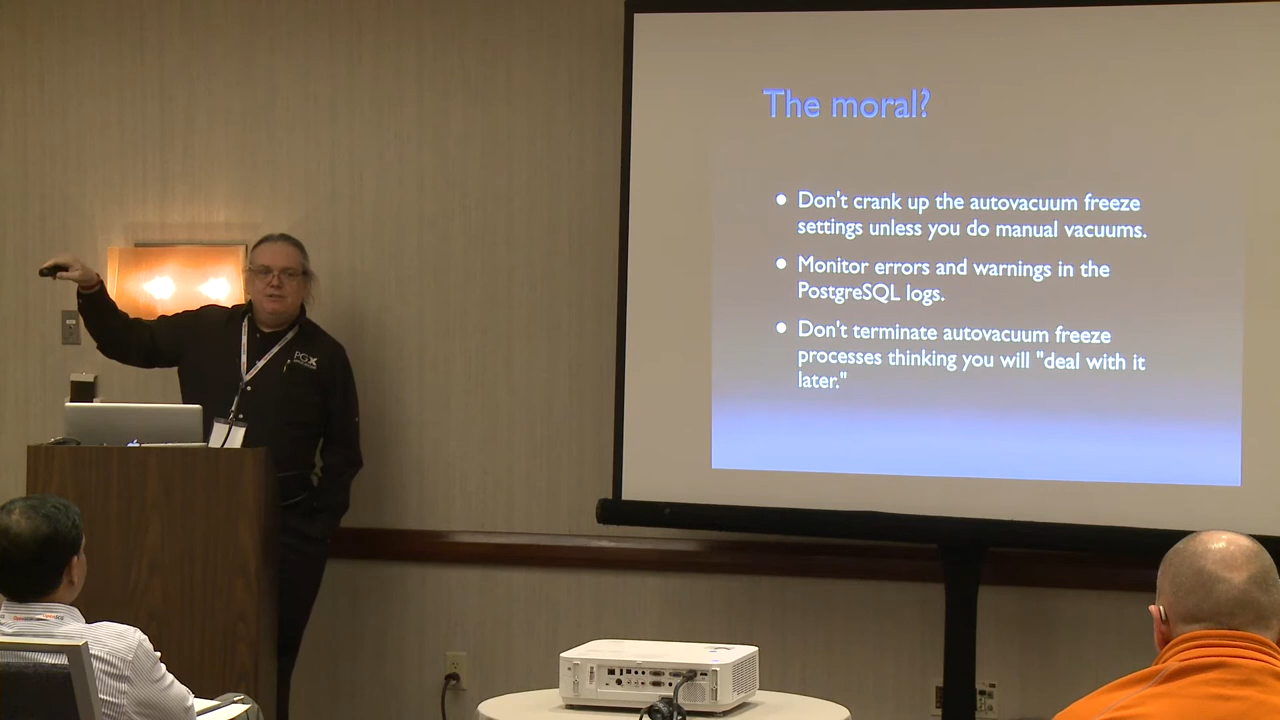 The moral?
Don't crank up the autovacuum freeze
settings unless you do manual vacuums.
Monitor errors and warnings in the
PostgreSQL logs.
Don't terminate autovacuum freeze
processes thinking you will "deal with it
later."
PGX